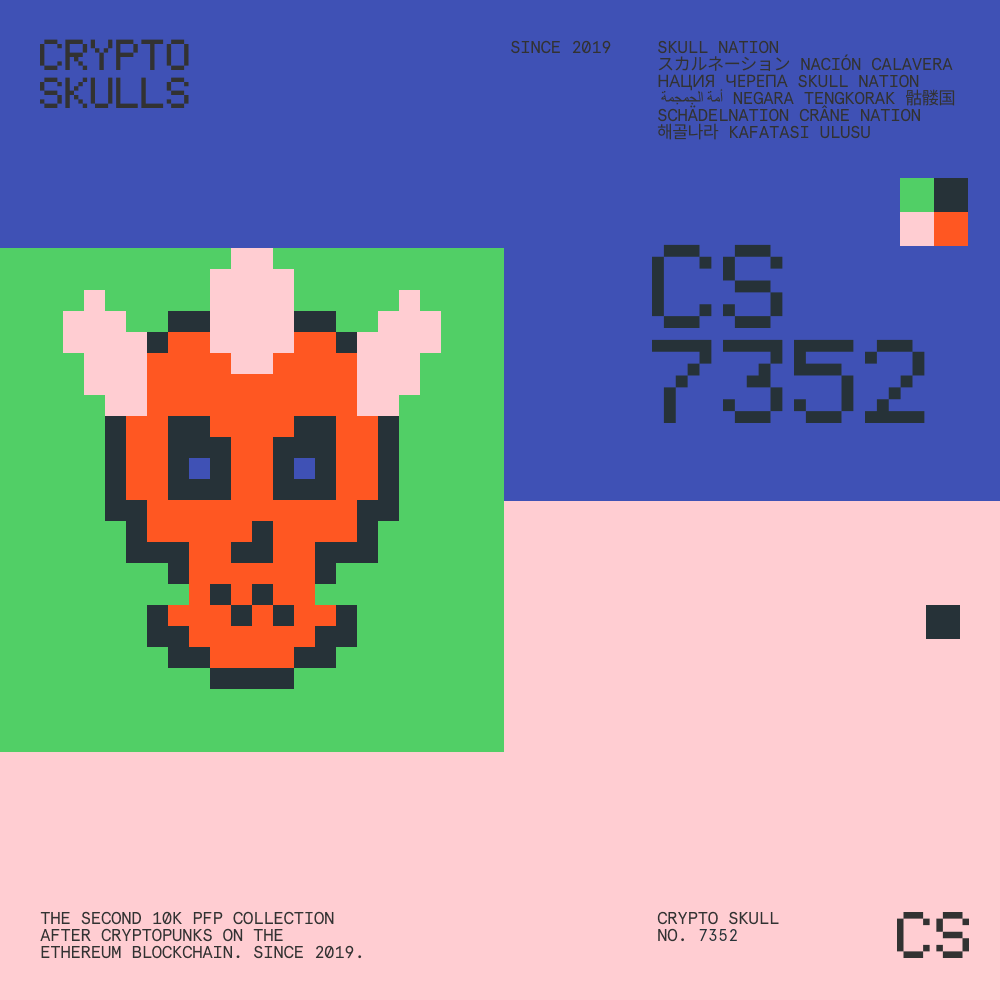 CRYPTO
SKULLS
SINCE 2019
SKULL NATION
スカルネーション NACIÓN CALAVERA
НАЦИЯ ЧЕРЕПА SKULL NATION
أمة الجمجمة NEGARA TENGKORAK 骷髅国
SCHÄDELNATION CRÂNE NATION
해골나라 KAFATASI ULUSU
CS
7352
THE SECOND 10K PFP COLLECTION
AFTER CRYPTOPUNKS ON THE
ETHEREUM BLOCKCHAIN. SINCE 2019.
CRYPTO SKULL
NO. 7352
CS